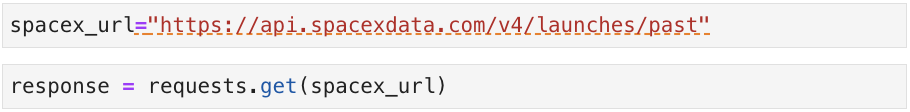 spacex_url="https://api.spacexdata.com/v4/launches/past"
response = requests.get(spacex_url)